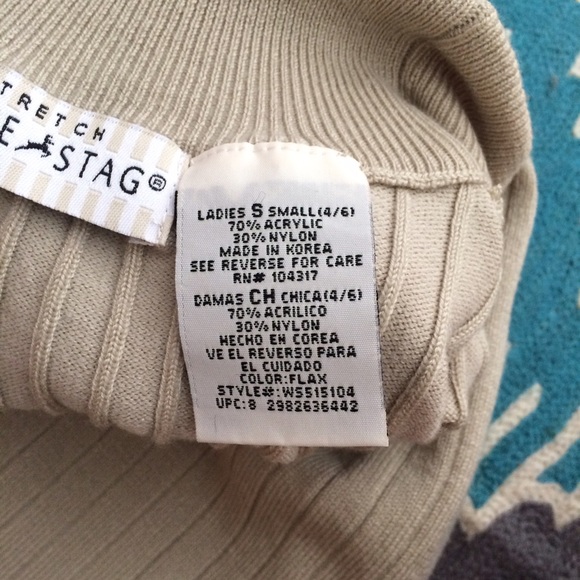 TRETCH
E STAG®
LADIES S SMALL(4/6)
70% ACRYLIC
30% NYLON
MADE IN KOREA
SEE REVERSE FOR CARE
RN# 104317
DAMAS CH CHICA(4/6)
70% ACRILICO
30% NYLON
HECHO EN COREA
VE EL REVERSO PARA
EL CUIDADO
COLOR:FLAX
STYLE#:WS515104
UPC:8 2982636442